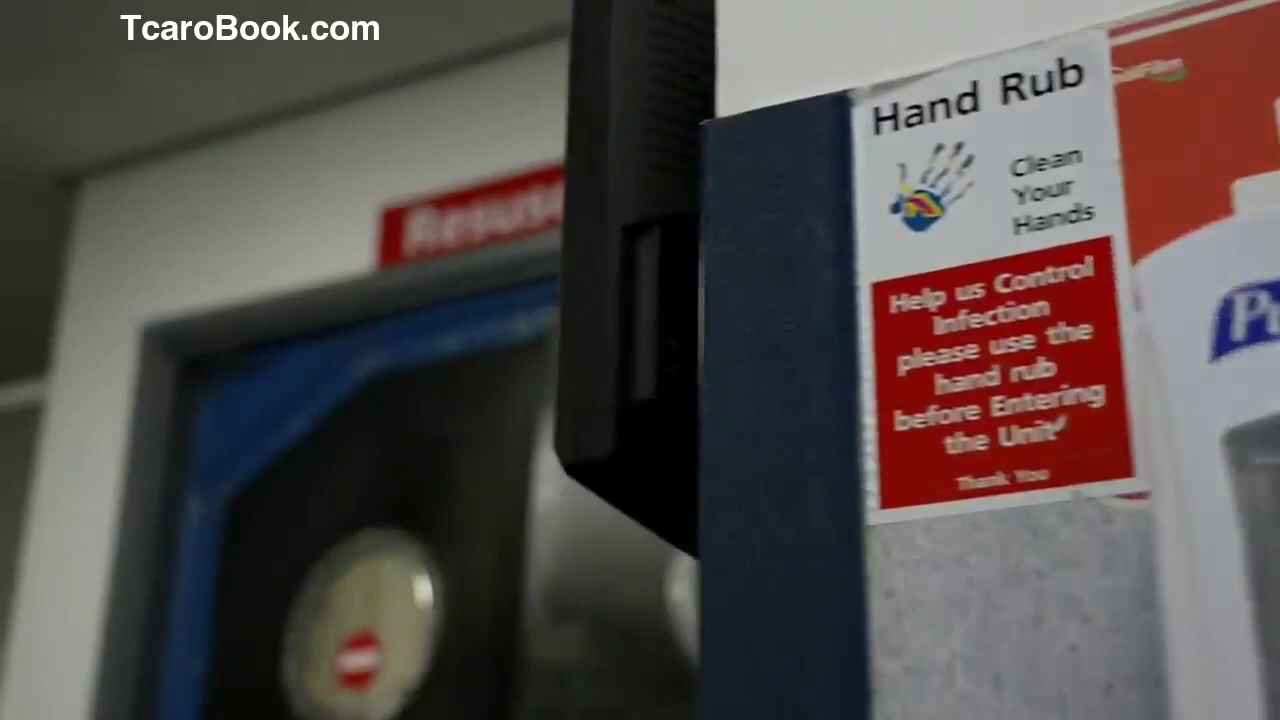 TcaroBook.com
Hand Rub
Clean
Your
Hands
Help us Control
Infection
please use the
hand rub
before Entering
the Unit
Thank You